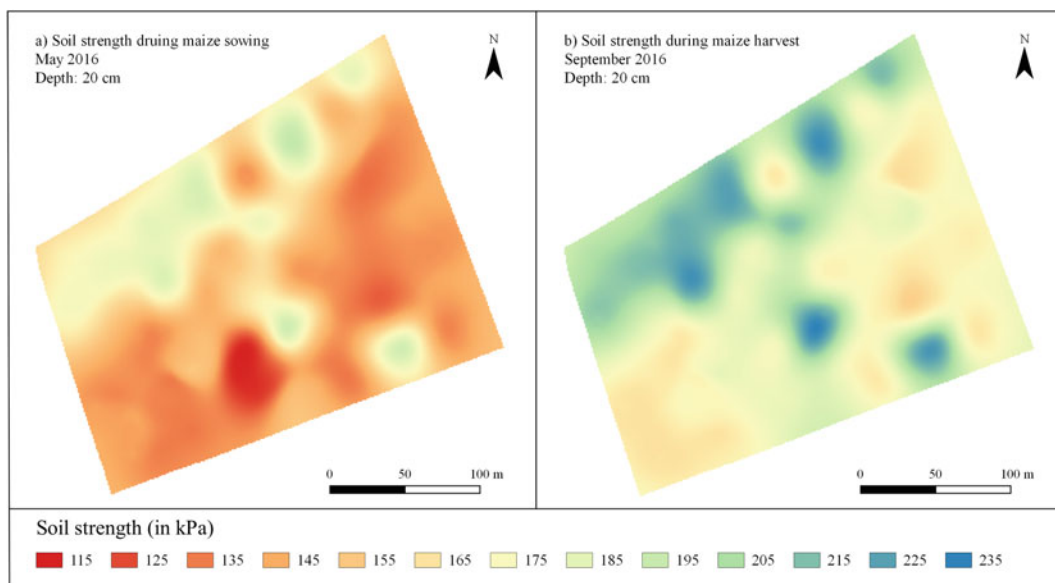 a) Soil strength druing maize sowing
May 2016
Depth: 20 cm
N
0 50 100 m
b) Soil strength during maize harvest
September 2016
Depth: 20 cm
N
0 50 100 m
Soil strength (in kPa)
115 125 135 145 155 165 175 185 195 205 215 225 235